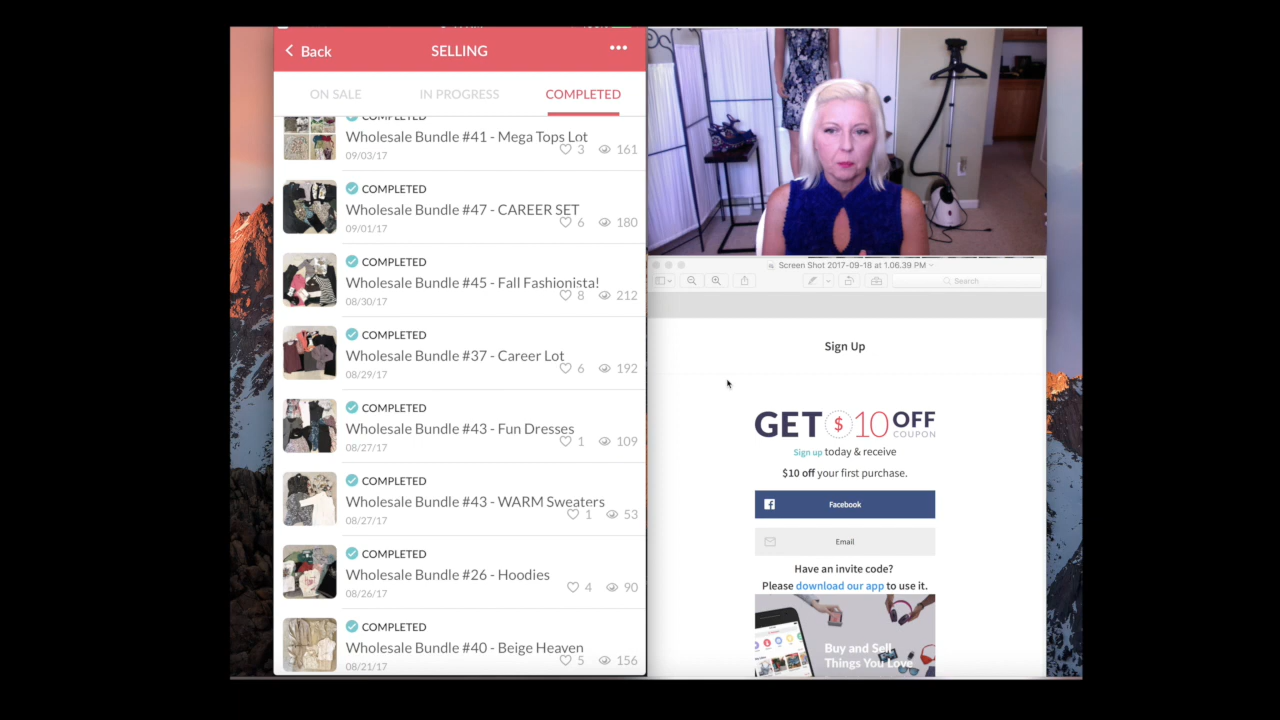 Back
SELLING
ON SALE
IN PROGRESS
COMPLETED
COMPLETED
Wholesale Bundle #41 - Mega Tops Lot
09/03/17
3
161
COMPLETED
Wholesale Bundle #47 - CAREER SET
09/01/17
6
180
COMPLETED
Wholesale Bundle #45 - Fall Fashionista!
08/30/17
8
212
COMPLETED
Wholesale Bundle #37 - Career Lot
08/29/17
6
192
COMPLETED
Wholesale Bundle #43 - Fun Dresses
08/27/17
1
109
COMPLETED
Wholesale Bundle #43 - WARM Sweaters
08/27/17
1
53
COMPLETED
Wholesale Bundle #26 - Hoodies
08/26/17
4
90
COMPLETED
Wholesale Bundle #40 - Beige Heaven
08/21/17
5
156
Screen Shot 2017-09-18 at 1.06.39 PM
Search
Sign Up
GET $10 OFF
COUPON
Sign up today & receive
$10 off your first purchase.
Facebook
Email
Have an invite code?
Please download our app to use it.
Buy and Sell
Things You Love